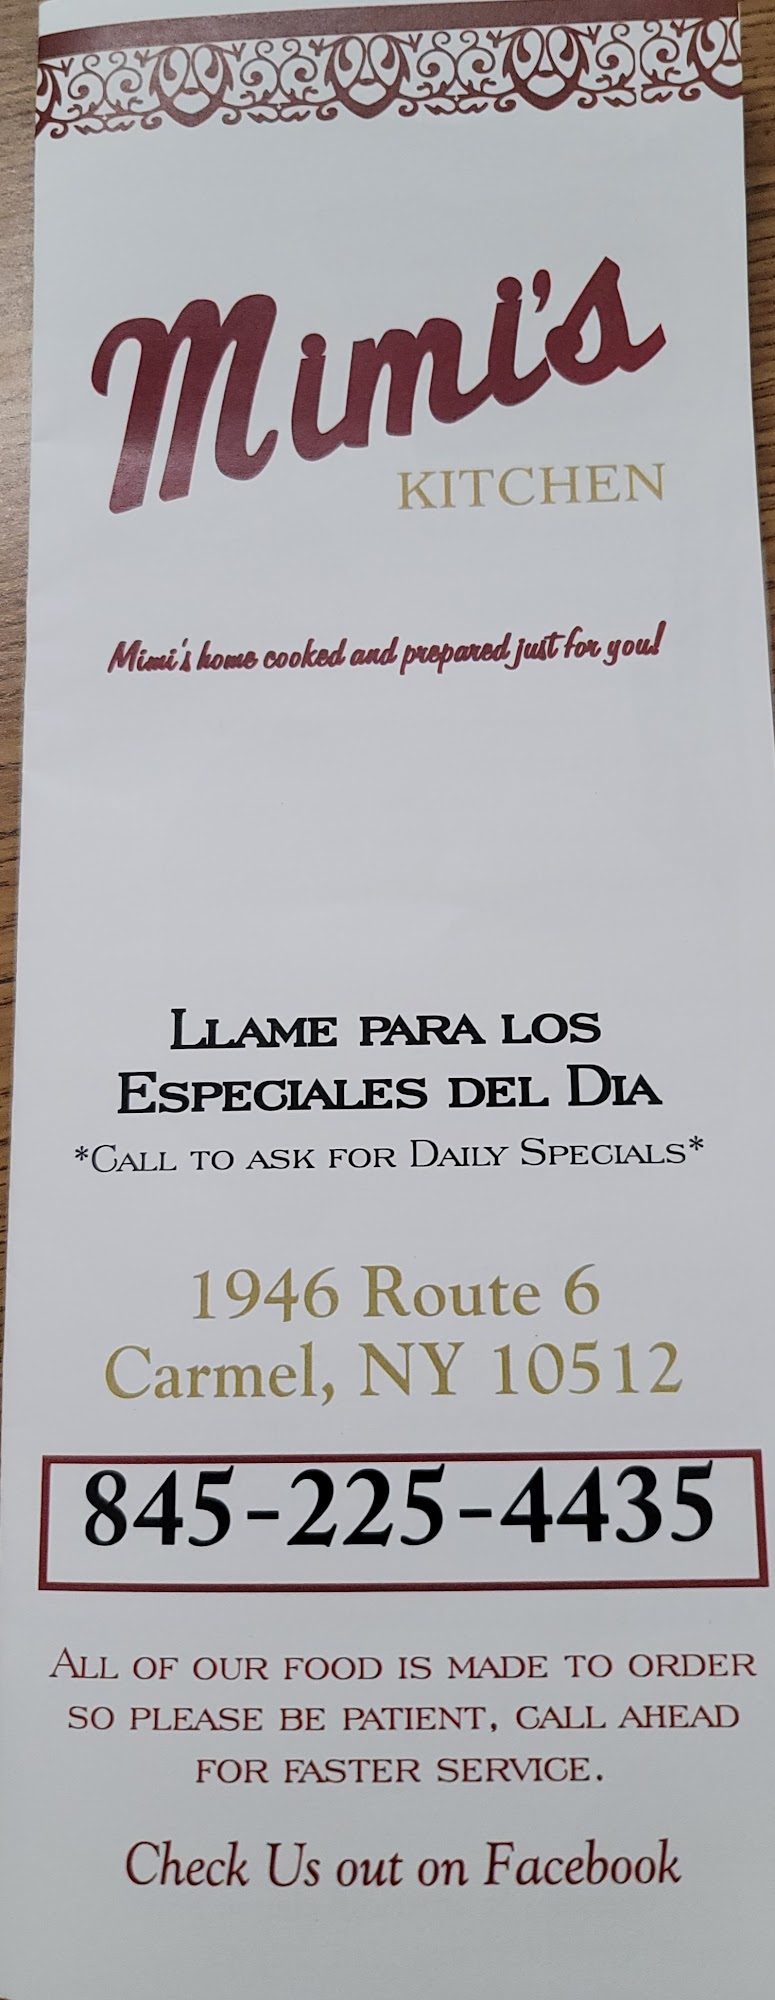 Mimi's
KITCHEN
Mimi's home cooked and prepared just for you!
LLAME PARA LOS
ESPECIALES DEL DIA
*CALL TO ASK FOR DAILY SPECIALS*
1946 Route 6
Carmel, NY 10512
845-225-4435
ALL OF OUR FOOD IS MADE TO ORDER
SO PLEASE BE PATIENT, CALL AHEAD
FOR FASTER SERVICE.
Check Us out on Facebook